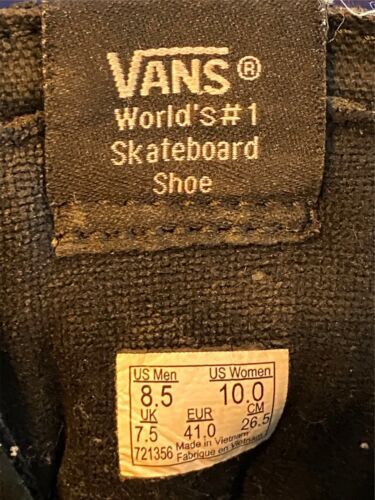 VANS®
World's#1
Skateboard
Shoe
US Men US Women
8.5 10.0
UK EUR CM
7.5 41.0 26.5
721356 Made in Vietnam
Fabrique en Vietnam